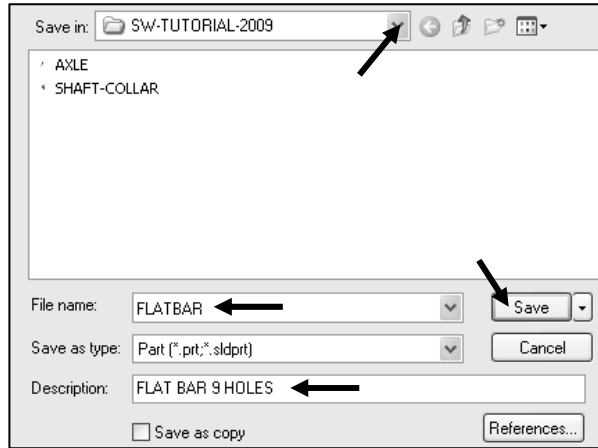 Save in: SW-TUTORIAL-2009
AXLE
SHAFT-COLLAR
File name: FLATBAR Save
Save as type: Part (*.prt;*.sldprt) Cancel
Description: FLAT BAR 9 HOLES
Save as copy References...